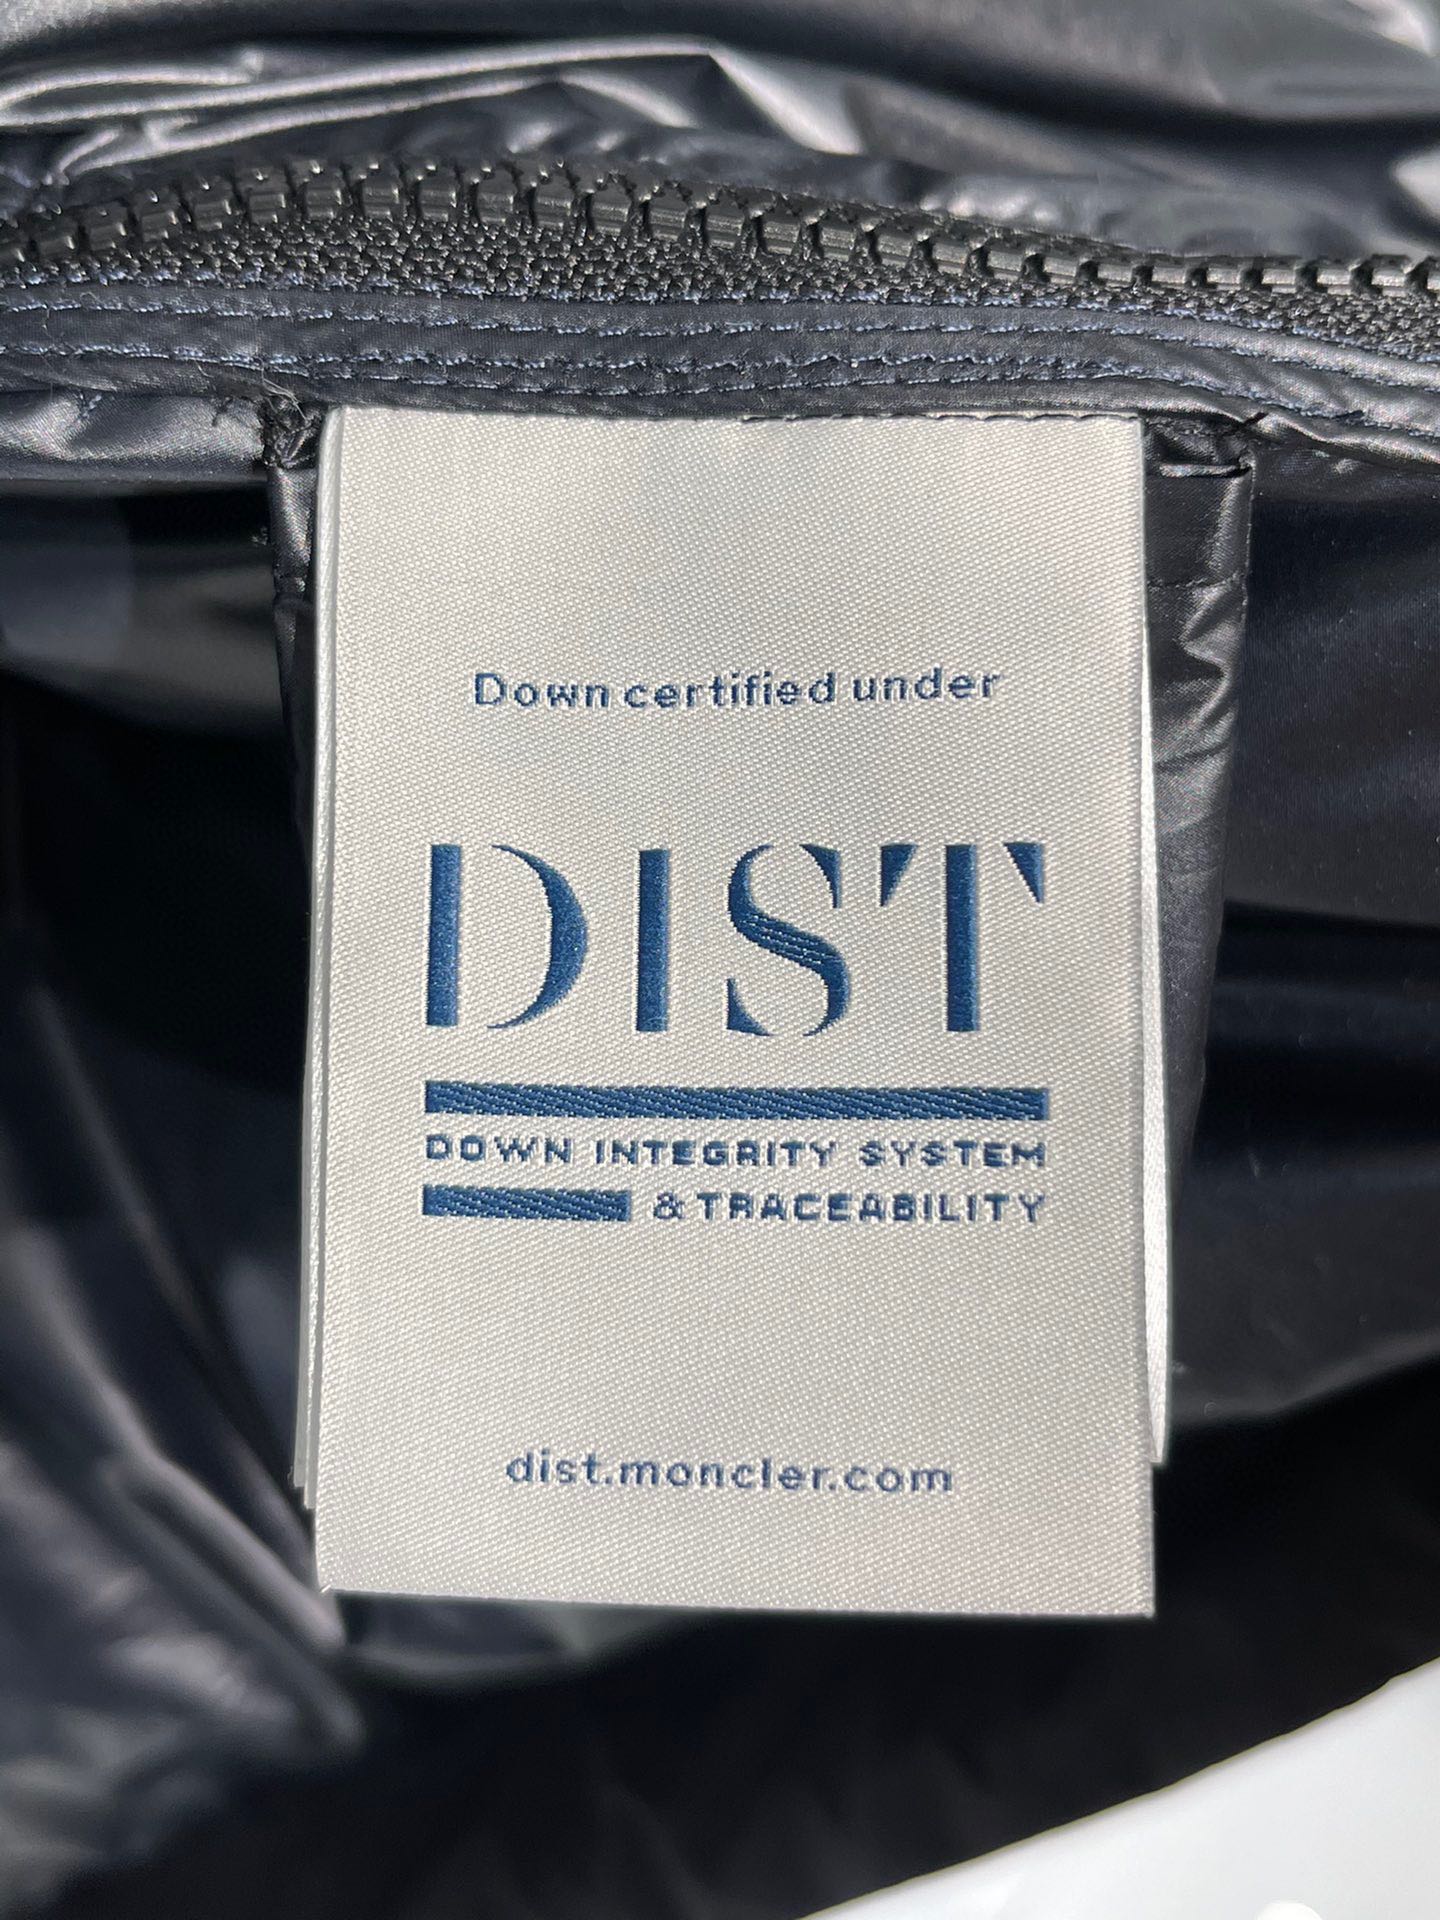 Down certified under
DIST
DOWN INTEGRITY SYSTEM
& TRACEABILITY
dist.moncler.com